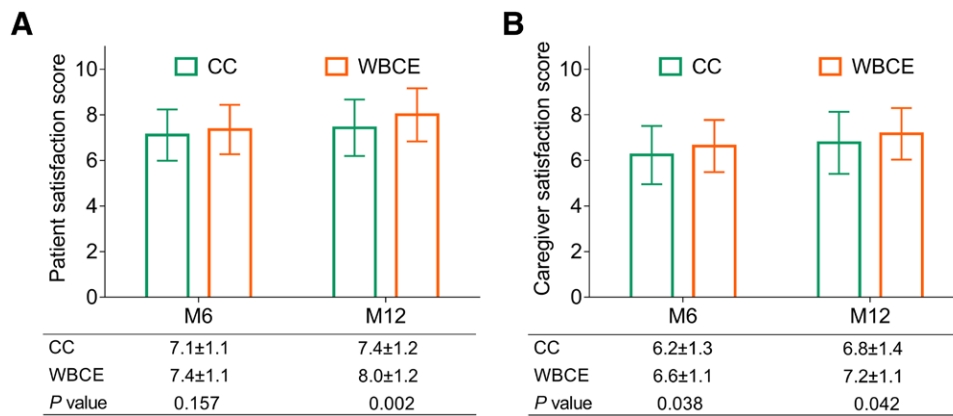 A
Patient satisfaction score
CC WBCE
10
8
6
4
2
0
M6 M12
CC 7.1±1.1 7.4±1.2
WBCE 7.4±1.1 8.0±1.2
P value 0.157 0.002
B
Caregiver satisfaction score
CC WBCE
10
8
6
4
2
0
M6 M12
CC 6.2±1.3 6.8±1.4
WBCE 6.6±1.1 7.2±1.1
P value 0.038 0.042